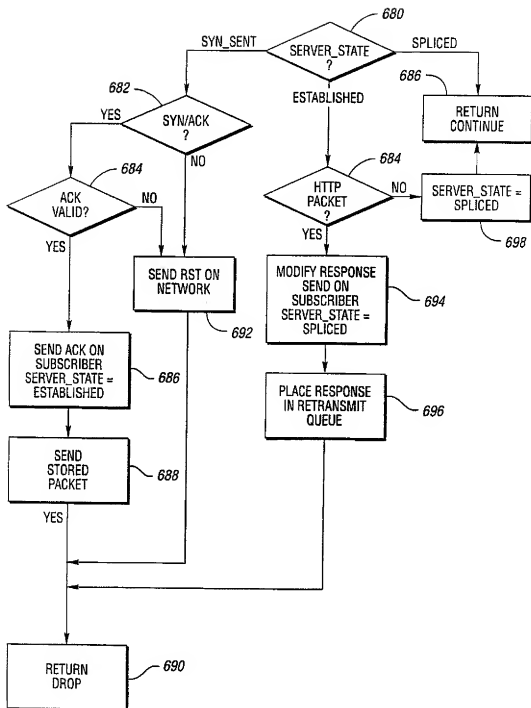 680
SYN_SENT
SERVER_STATE
?
SPLICED
682
ESTABLISHED
686
YES
SYN/ACK
?
RETURN
CONTINUE
684
NO
684
ACK
VALID?
NO
HTTP
PACKET
?
NO
SERVER_STATE =
SPLICED
YES
YES
698
SEND RST ON
NETWORK
MODIFY RESPONSE
SEND ON
SUBSCRIBER
SERVER_STATE =
SPLICED
694
692
SEND ACK ON
SUBSCRIBER
SERVER_STATE =
ESTABLISHED
686
PLACE RESPONSE
IN RETRANSMIT
QUEUE
696
SEND
STORED
PACKET
688
YES
RETURN
DROP
690